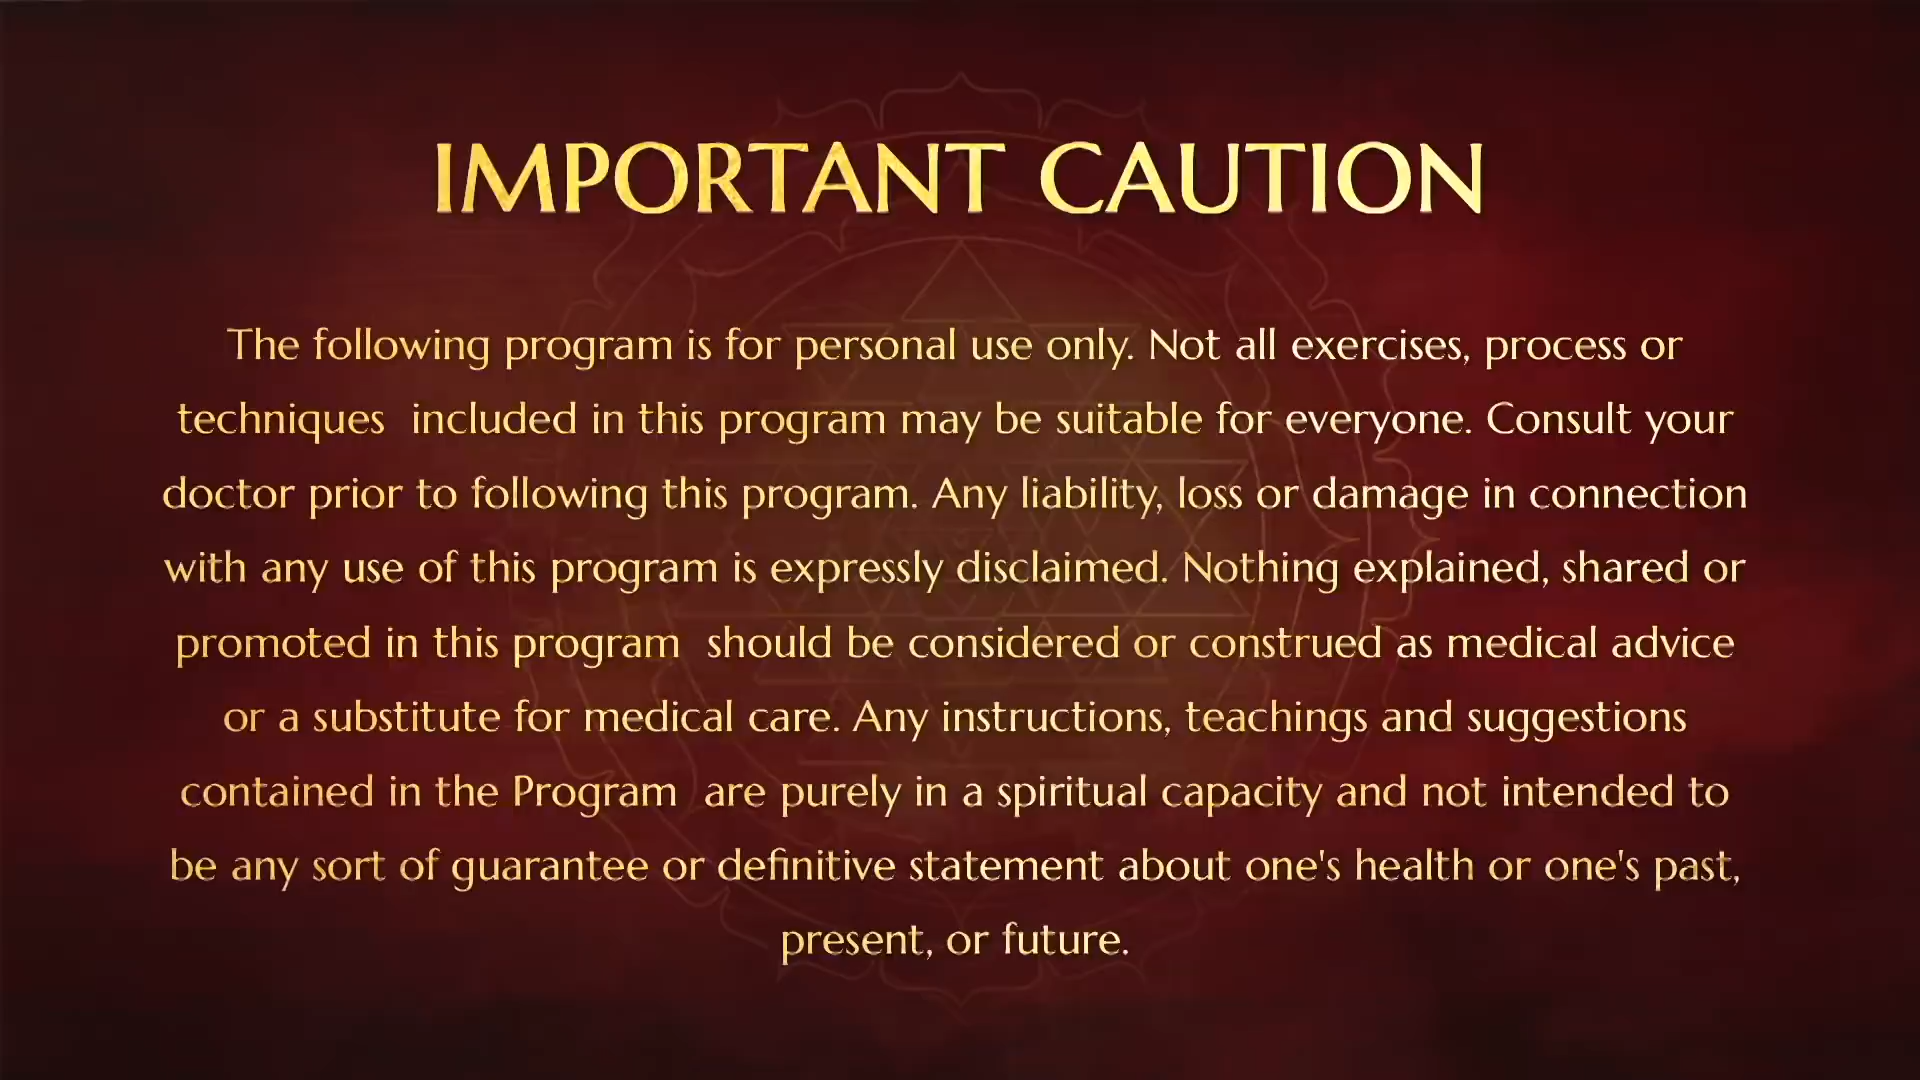 IMPORTANT CAUTION
The following program is for personal use only. Not all exercises, process or
techniques  included in this program may be suitable for everyone. Consult your
doctor prior to following this program. Any liability, loss or damage in connection
with any use of this program is expressly disclaimed. Nothing explained, shared or
promoted in this program  should be considered or construed as medical advice
or a substitute for medical care. Any instructions, teachings and suggestions
contained in the Program  are purely in a spiritual capacity and not intended to
be any sort of guarantee or definitive statement about one's health or one's past,
present, or future.